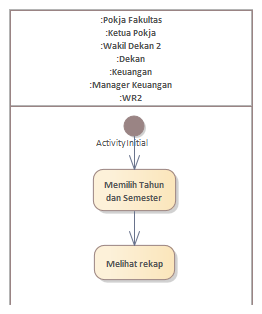 :Pokja Fakultas
:Ketua Pokja
:Wakil Dekan 2
:Dekan
:Keuangan
:Manager Keuangan
:WR2
ActivityInitial
Memilih Tahun
dan Semester
Melihat rekap